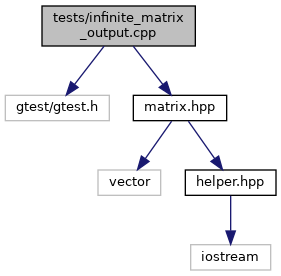 tests/infinite_matrix
_output.cpp
gtest/gtest.h
matrix.hpp
vector
helper.hpp
iostream